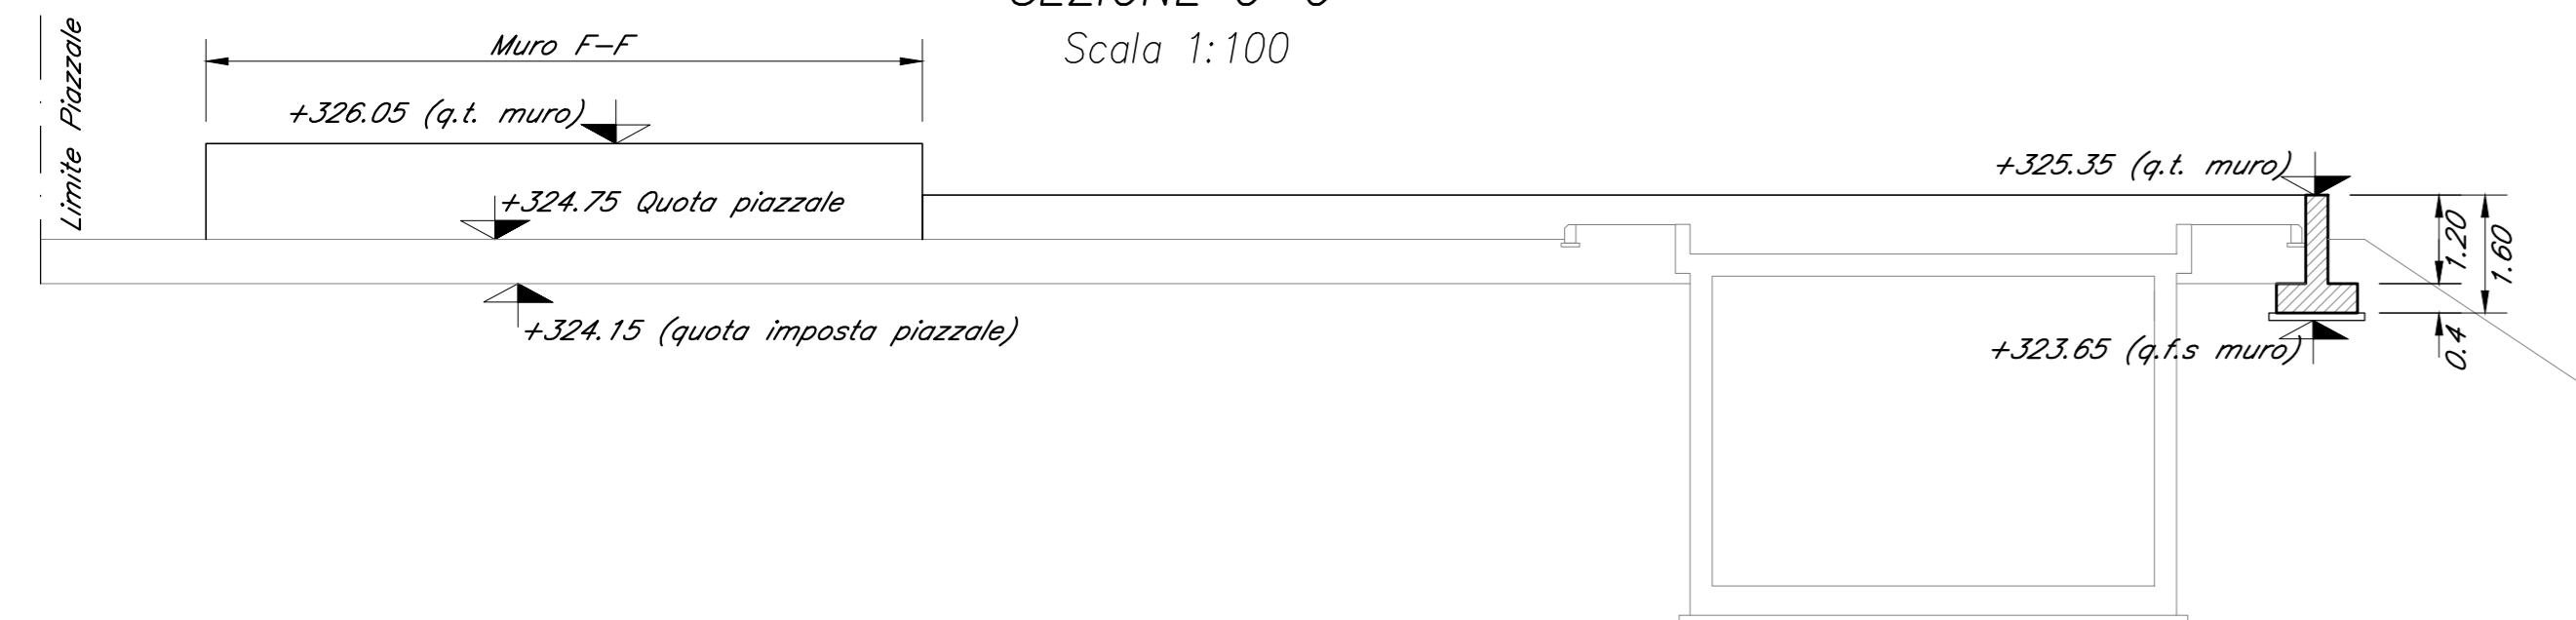 SEZIONE
Scala 1:100
Limite Piazzale
Muro F-F
+326.05 (q.t. muro)
+324.75 Quota piazzale
+324.15 (quota imposta piazzale)
+325.35 (q.t. muro)
+323.65 (q.f.s muro)
1.20
1.60
0.4